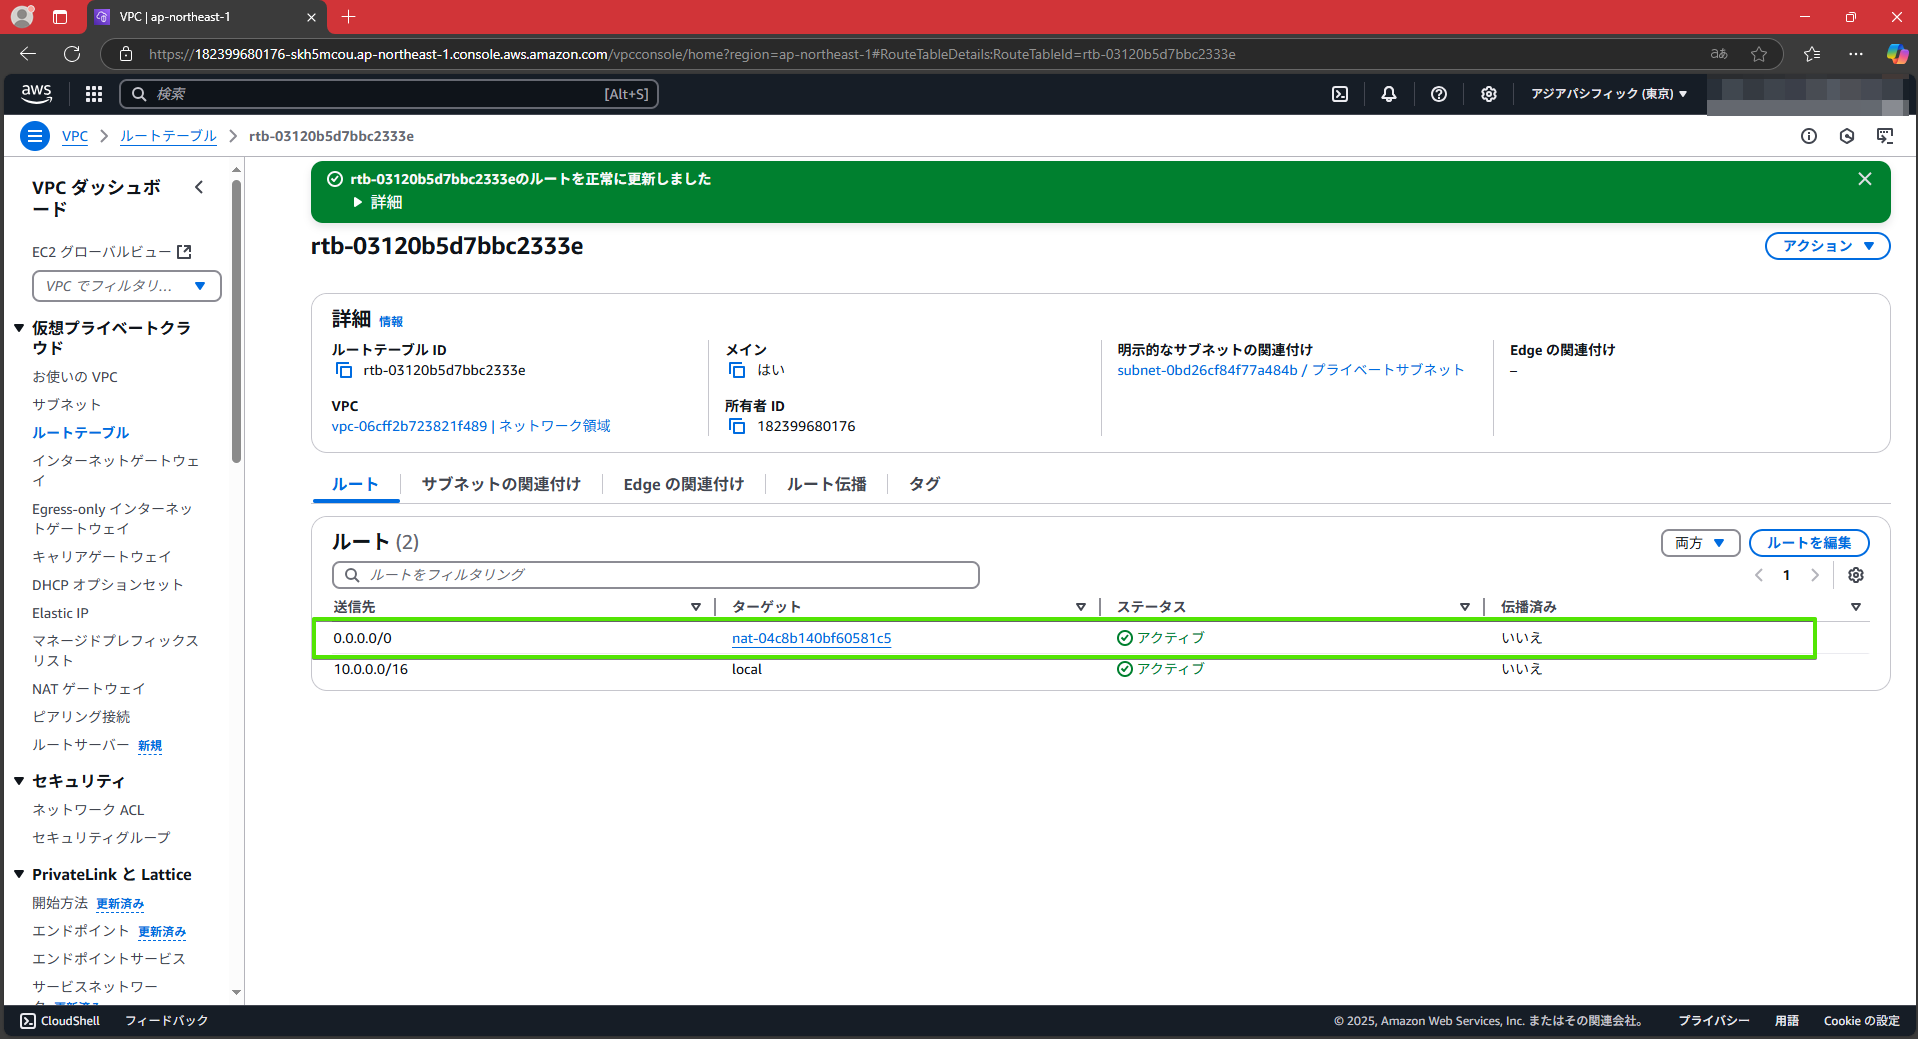 VPC | ap-northeast-1
https://182399680176-skh5mcou.ap-northeast-1.console.aws.amazon.com/vpcconsole/home?region=ap-northeast-1#RouteTableDetails:RouteTableId=rtb-03120b5d7bbc2333e
aあ
aws
検索
[Alt+S]
アジアパシフィック (東京)
VPC
ルートテーブル
rtb-03120b5d7bbc2333e
VPC ダッシュボ
ード
EC2 グローバルビュー
VPC でフィルタリ...
仮想プライベートクラ
ウド
お使いの VPC
サブネット
ルートテーブル
インターネットゲートウェ
イ
Egress-only インターネッ
トゲートウェイ
キャリアゲートウェイ
DHCP オプションセット
Elastic IP
マネージドプレフィックス
リスト
NAT ゲートウェイ
ピアリング接続
ルートサーバー 新規
セキュリティ
ネットワーク ACL
セキュリティグループ
PrivateLink と Lattice
開始方法 更新済み
エンドポイント 更新済み
エンドポイントサービス
サービスネットワー
ク 更新済み
rtb-03120b5d7bbc2333eのルートを正常に更新しました
詳細
rtb-03120b5d7bbc2333e
アクション
詳細 情報
ルートテーブル ID
rtb-03120b5d7bbc2333e
メイン
はい
明示的なサブネットの関連付け
subnet-0bd26cf84f77a484b / プライベートサブネット
Edge の関連付け
–
VPC
vpc-06cff2b723821f489 | ネットワーク領域
所有者 ID
182399680176
ルート
サブネットの関連付け
Edge の関連付け
ルート伝播
タグ
ルート (2)
両方
ルートを編集
ルートをフィルタリング
1
送信先 ターゲット ステータス 伝播済み
0.0.0.0/0 nat-04c8b140bf60581c5 アクティブ いいえ
10.0.0.0/16 local アクティブ いいえ
CloudShell
フィードバック
© 2025, Amazon Web Services, Inc. またはその関連会社。
プライバシー
用語
Cookie の設定